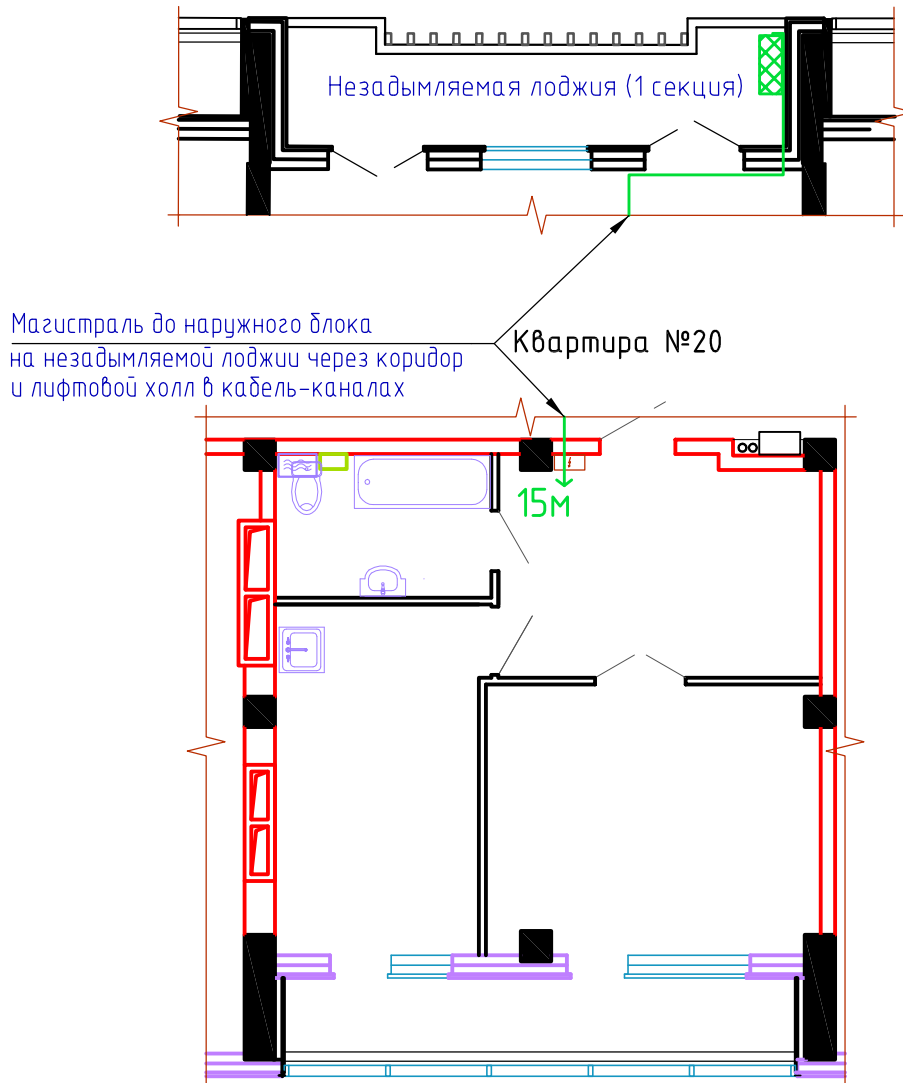 Незадымляемая лоджия (1 секция)
Магистраль до наружного блока
на незадымляемой лоджии через коридор
и лифтовой холл в кабель-каналах
Квартира №20
15м